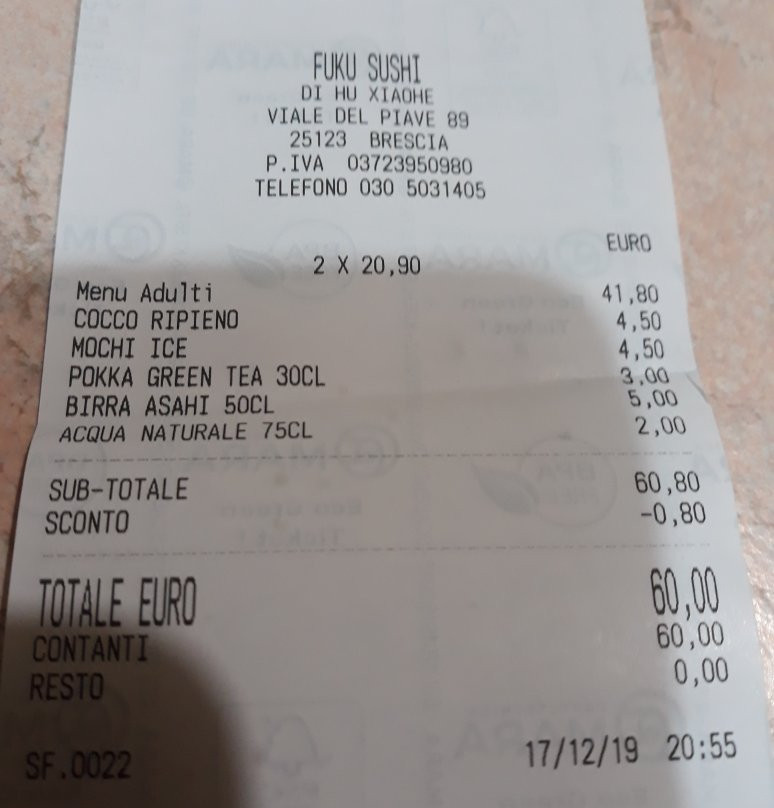 FUKU SUSHI
DI HU XIAOHE
VIALE DEL PIAVE 89
25123 BRESCIA
P.IVA 03723950980
TELEFONO 030 5031405
EURO
2 X 20,90
Menu Adulti 41,80
COCCO RIPIENO 4,50
MOCHI ICE 4,50
POKKA GREEN TEA 30CL 3,00
BIRRA ASAHI 50CL 5,00
ACQUA NATURALE 75CL 2,00
SUB-TOTALE 60,80
SCONTO -0,80
TOTALE EURO 60,00
CONTANTI 60,00
RESTO 0,00
SF.0022 17/12/19 20:55